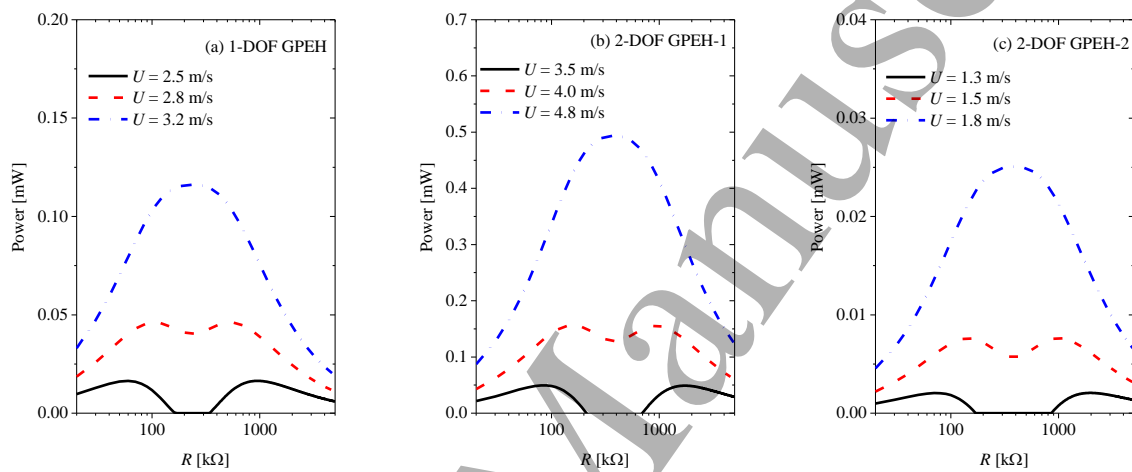 (a) 1-DOF GPEH
U = 2.5 m/s
U = 2.8 m/s
U = 3.2 m/s
0.20
0.15
0.10
0.05
0.00
Power [mW]
100
1000
R [kΩ]
(b) 2-DOF GPEH-1
U = 3.5 m/s
U = 4.0 m/s
U = 4.8 m/s
0.7
0.6
0.5
0.4
0.3
0.2
0.1
0.0
Power [mW]
100
1000
R [kΩ]
(c) 2-DOF GPEH-2
U = 1.3 m/s
U = 1.5 m/s
U = 1.8 m/s
0.04
0.03
0.02
0.01
0.00
Power [mW]
100
1000
R [kΩ]
Manus